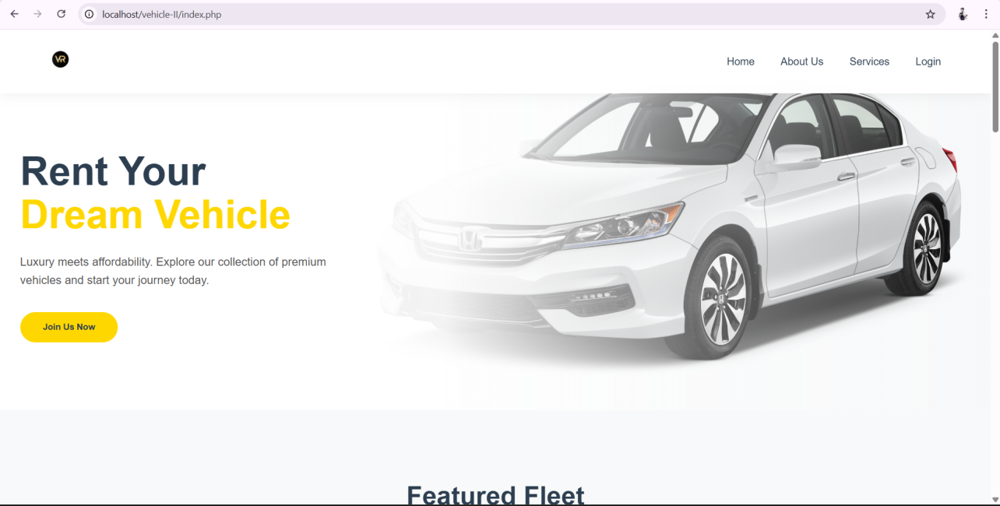 localhost/vehicle-II/index.php
VR
Home About Us Services Login
Rent Your
Dream Vehicle
Luxury meets affordability. Explore our collection of premium
vehicles and start your journey today.
Join Us Now
Featured Fleet